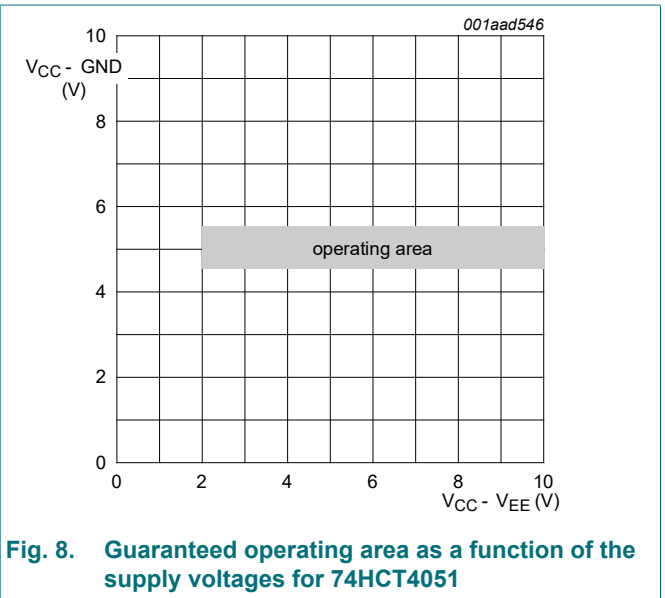 001aad546
10
VCC - GND
(V)
8
6
operating area
4
2
0
0 2 4 6 8 10
VCC - VEE (V)
Fig. 8. Guaranteed operating area as a function of the
supply voltages for 74HCT4051